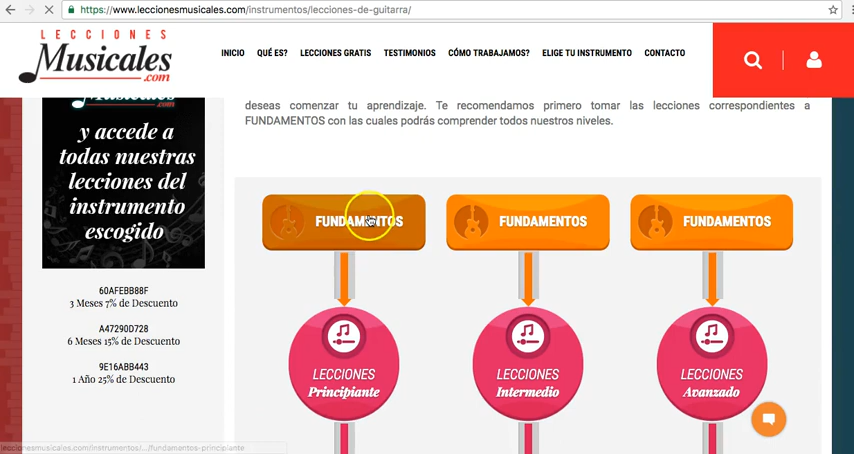 https://www.leccionesmusicales.com/instrumentos/lecciones-de-guitarra/
LECCIONES
Musicales
.com
INICIO QUÉ ES? LECCIONES GRATIS TESTIMONIOS CÓMO TRABAJAMOS? ELIGE TU INSTRUMENTO CONTACTO
Musicales
.com
y accede a
todas nuestras
lecciones del
instrumento
escogido
60AFEBB88F
3 Meses 7% de Descuento
A47290D728
6 Meses 15% de Descuento
9E16ABB443
1 Año 25% de Descuento
deseas comenzar tu aprendizaje. Te recomendamos primero tomar las lecciones correspondientes a
FUNDAMENTOS con las cuales podrás comprender todos nuestros niveles.
FUNDAMENTOS FUNDAMENTOS FUNDAMENTOS
LECCIONES LECCIONES LECCIONES
Principiante Intermedio Avanzado
leccionesmusicales.com/instrumentos/.../fundamentos-principiante